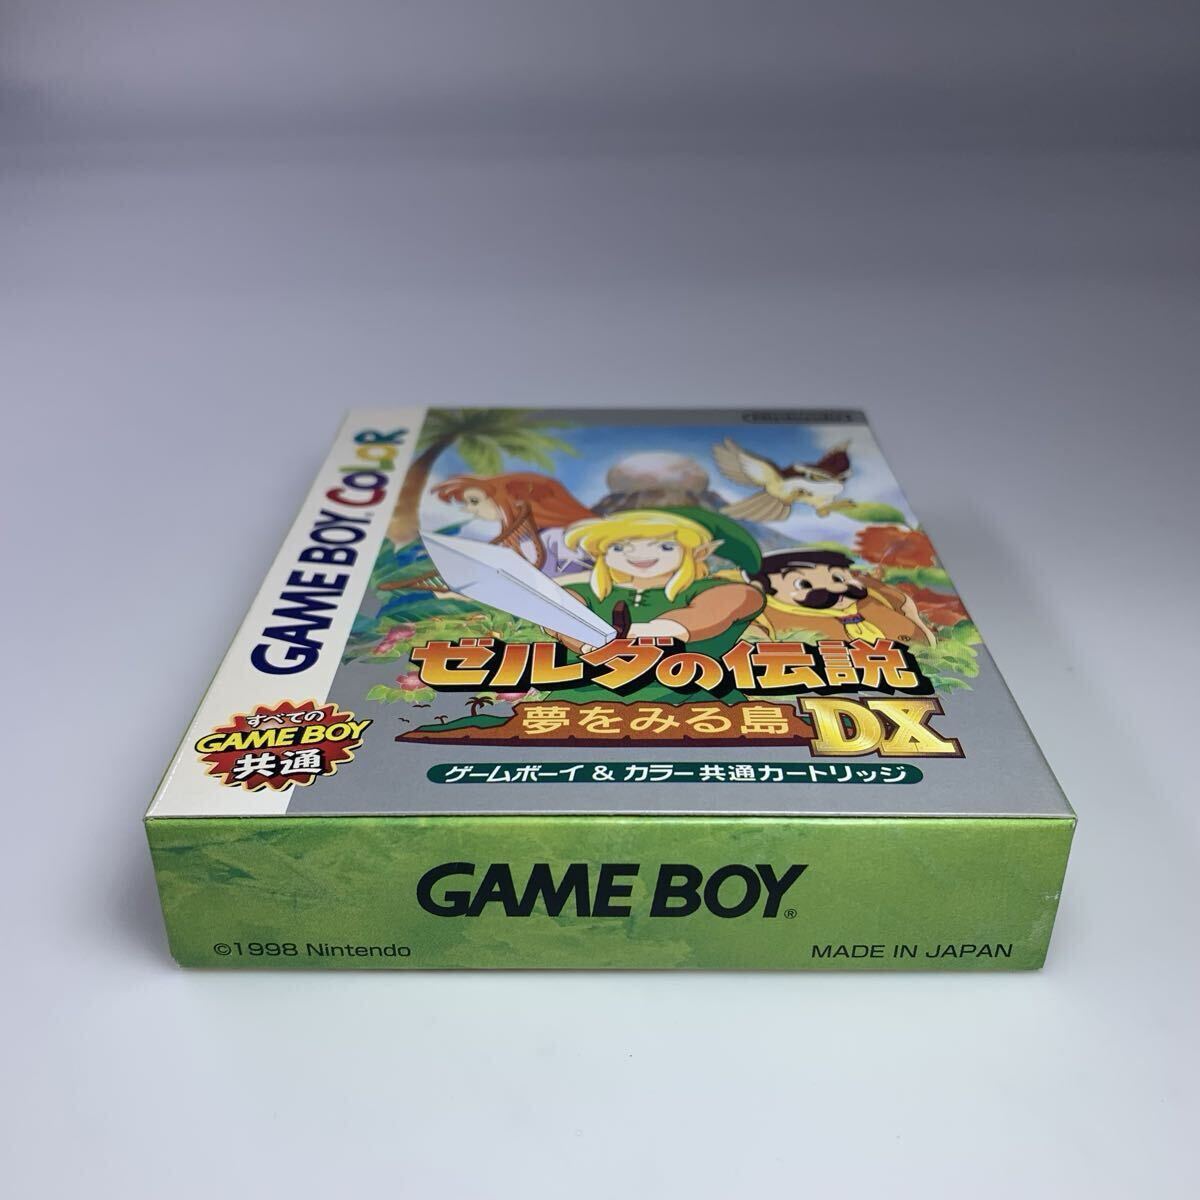 GAME BOY COLOR
ゼルダの伝説®
夢をみる島 DX
すべての
GAME BOY
共通
ゲームボーイ & カラー共通カートリッジ
GAME BOY®
©1998 Nintendo
MADE IN JAPAN